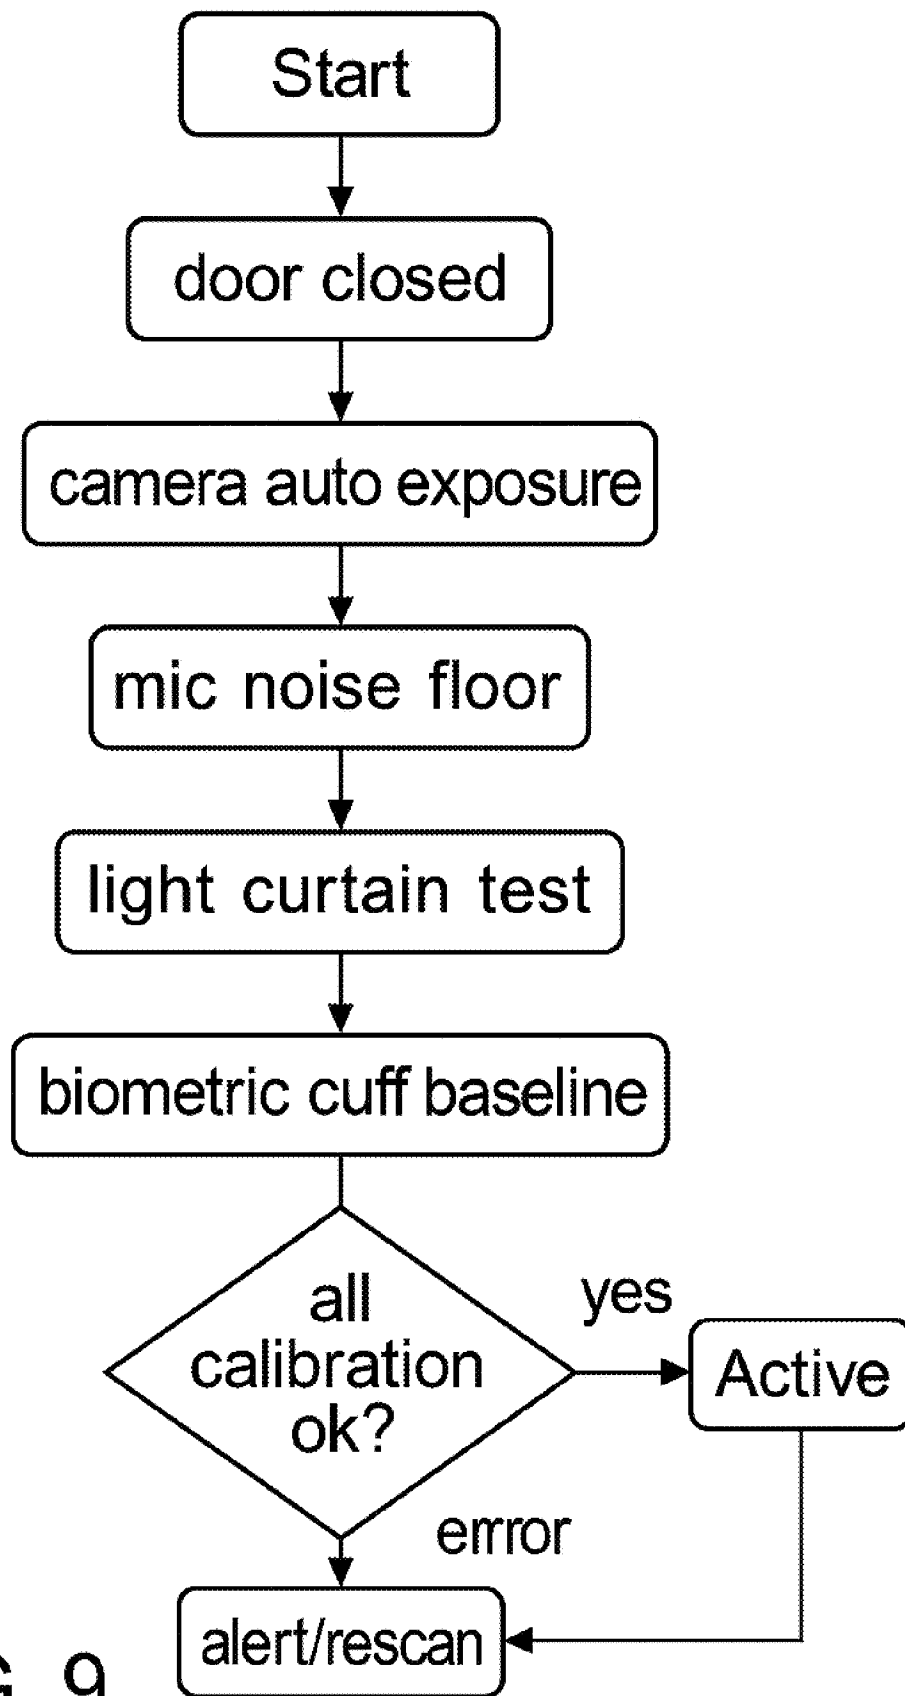 Start
door closed
camera auto exposure
mic noise floor
light curtain test
biometric cuff baseline
all
calibration
ok?
yes
Active
errror
alert/rescan
G 9